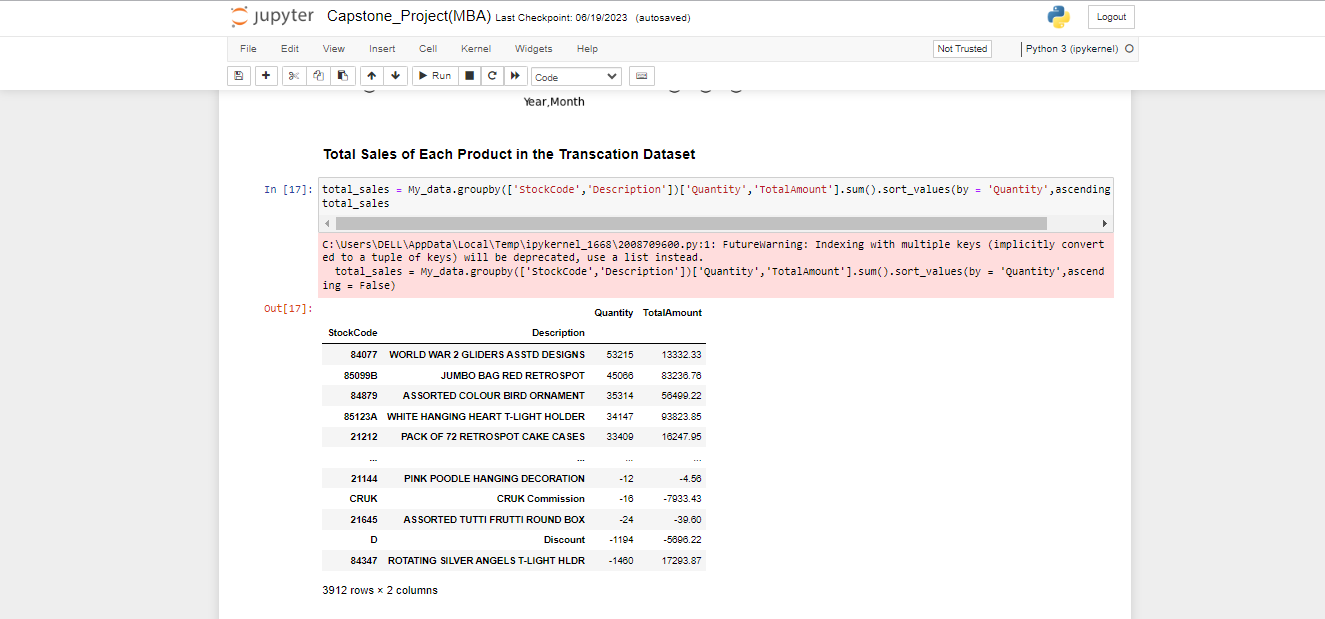 jupyter Capstone_Project(MBA) Last Checkpoint: 06/19/2023 (autosaved) Logout
File Edit View Insert Cell Kernel Widgets Help Not Trusted Python 3 (ipykernel)
Run Code
Year,Month
Total Sales of Each Product in the Transcation Dataset
In [17]: total_sales = My_data.groupby(['StockCode','Description'])['Quantity','TotalAmount'].sum().sort_values(by = 'Quantity',ascending
total_sales
C:\Users\DELL\AppData\Local\Temp\ipykernel_1668\2008709600.py:1: FutureWarning: Indexing with multiple keys (implicitly convert
ed to a tuple of keys) will be deprecated, use a list instead.
total_sales = My_data.groupby(['StockCode','Description'])['Quantity','TotalAmount'].sum().sort_values(by = 'Quantity',ascend
ing = False)
Out[17]:
Quantity TotalAmount
StockCode Description
84077 WORLD WAR 2 GLIDERS ASSTD DESIGNS 53215 13332.33
85099B JUMBO BAG RED RETROSPOT 45066 83236.76
84879 ASSORTED COLOUR BIRD ORNAMENT 35314 56499.22
85123A WHITE HANGING HEART T-LIGHT HOLDER 34147 93823.85
21212 PACK OF 72 RETROSPOT CAKE CASES 33409 16247.95
... ... ... ...
21144 PINK POODLE HANGING DECORATION -12 -4.56
CRUK CRUK Commission -16 -7933.43
21645 ASSORTED TUTTI FRUTTI ROUND BOX -24 -39.60
D Discount -1194 -5696.22
84347 ROTATING SILVER ANGELS T-LIGHT HLDR -1460 17293.87
3912 rows × 2 columns